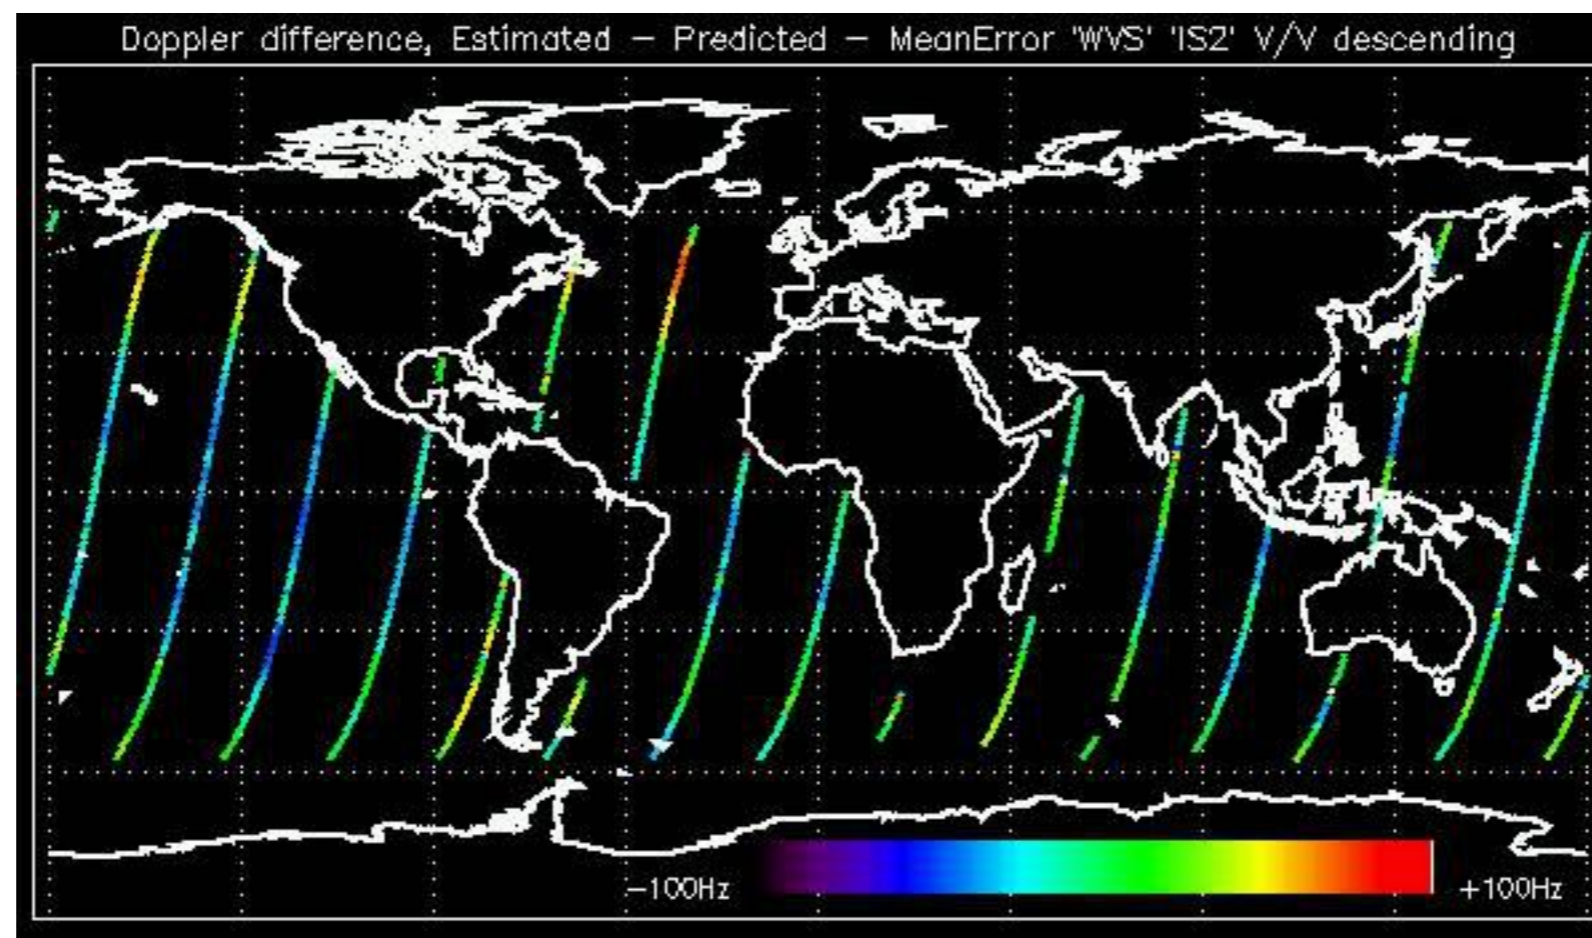 Doppler difference, Estimated – Predicted – MeanError 'WVS' 'IS2' V/V descending
–100Hz
+100Hz